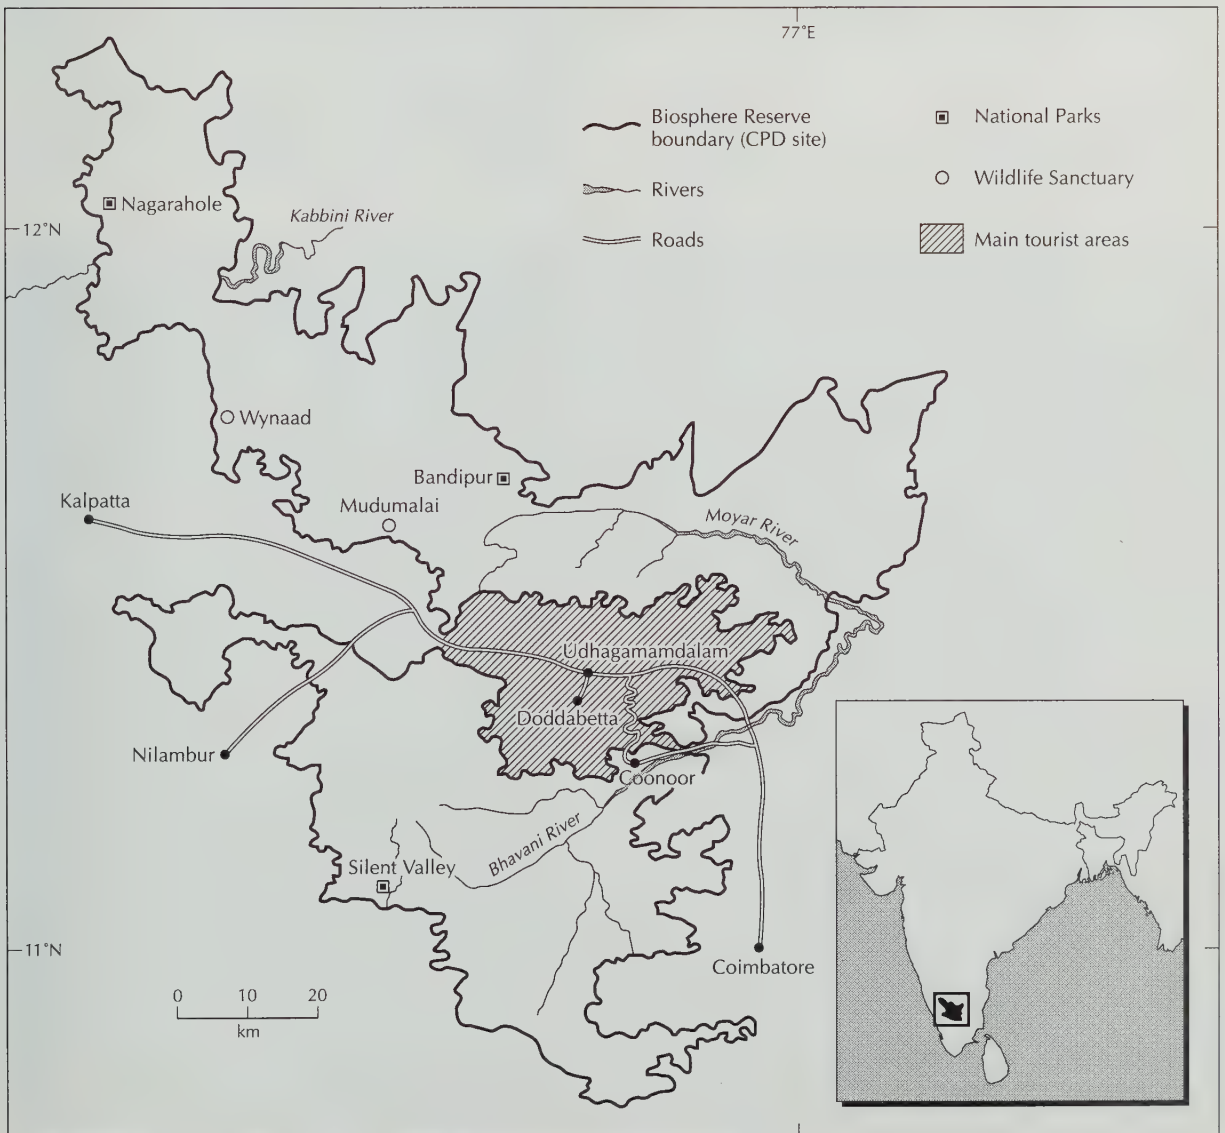 77°E
Biosphere Reserve
boundary (CPD site)
Rivers
Roads
National Parks
Wildlife Sanctuary
Main tourist areas
Nagarahole
Kabbini River
12°N
Wynaad
Bandipur
Kalpatta
Mudumalai
Moyar River
Udhagamamdalam
Doddabetta
Nilambur
Coonoor
Bhavani River
Silent Valley
11°N
Coimbatore
0 10 20
km